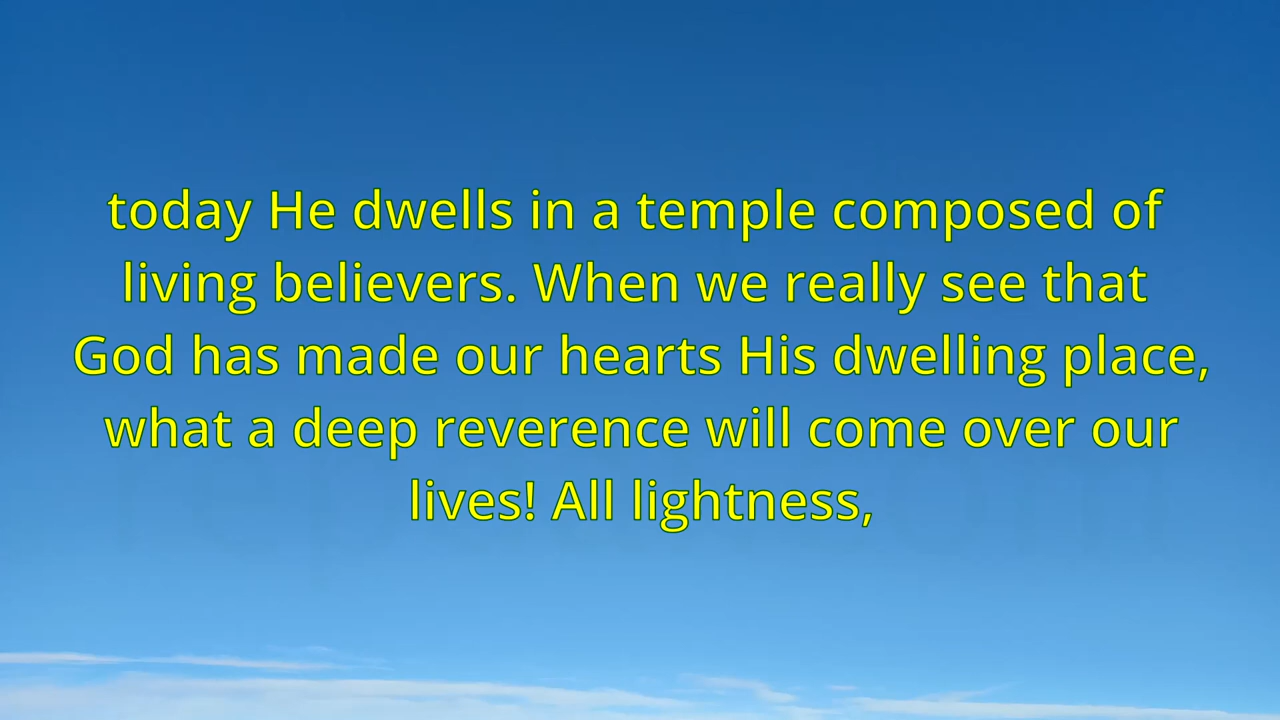 today He dwells in a temple composed of
living believers. When we really see that
God has made our hearts His dwelling place,
what a deep reverence will come over our
lives! All lightness,